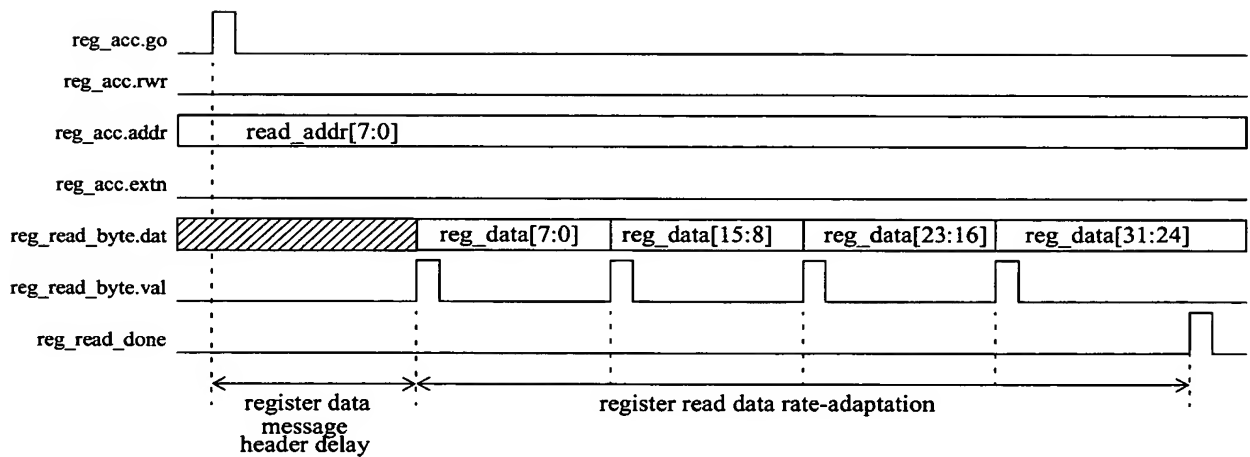 reg_acc.go
reg_acc.rwr
reg_acc.addr read_addr[7:0]
reg_acc.extn
reg_read_byte.dat reg_data[7:0] reg_data[15:8] reg_data[23:16] reg_data[31:24]
reg_read_byte.val
reg_read_done
register data
message
header delay
register read data rate-adaptation